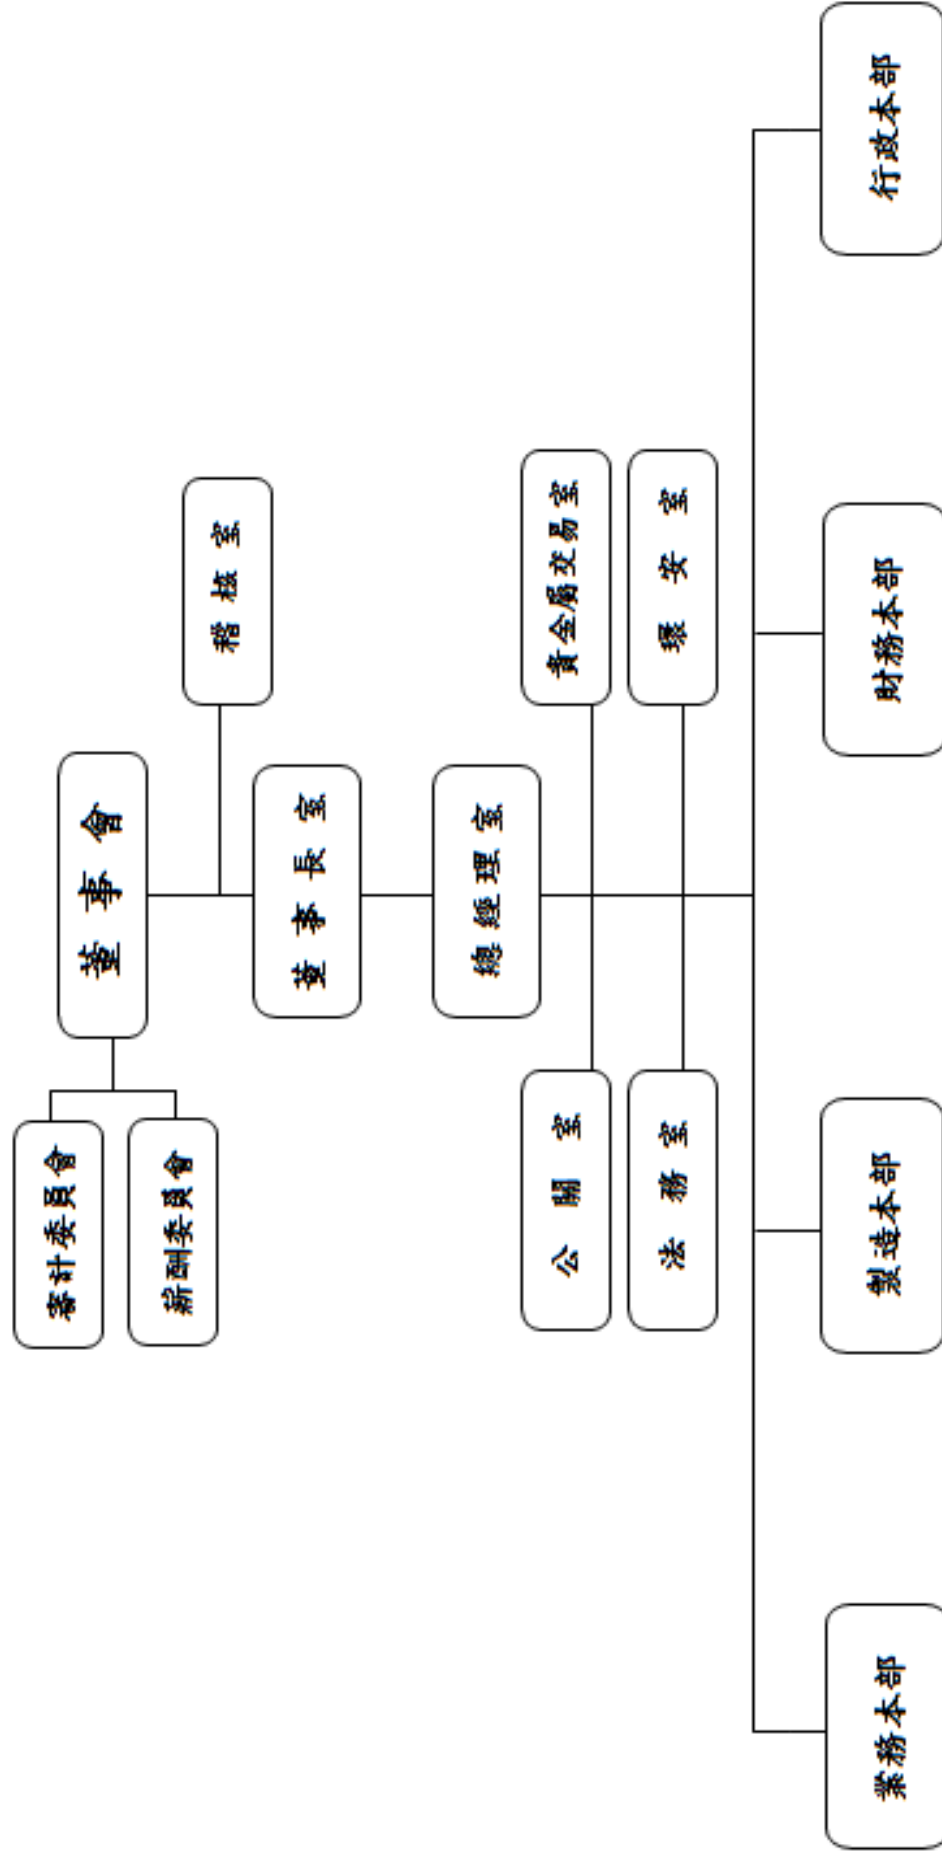 審計委員會
董 事 會
薪酬委員會
稽 核 室
董 事 長 室
總 經 理 室
公 關 室
貴金屬交易室
法 務 室
環 安 室
業務本部
製造本部
財務本部
行政本部